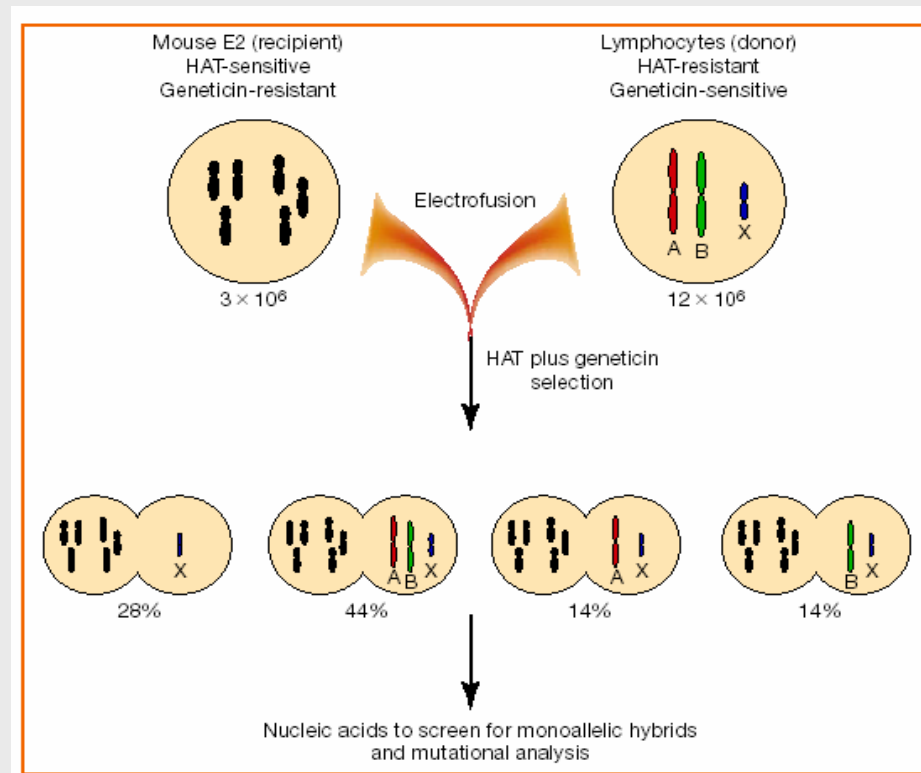 Mouse E2 (recipient)
HAT-sensitive
Geneticin-resistant
Lymphocytes (donor)
HAT-resistant
Geneticin-sensitive
Electrofusion
A
B
X
3 × 10⁶
12 × 10⁶
HAT plus geneticin
selection
X
A
B
X
A
X
B
X
28%
44%
14%
14%
Nucleic acids to screen for monoallelic hybrids
and mutational analysis